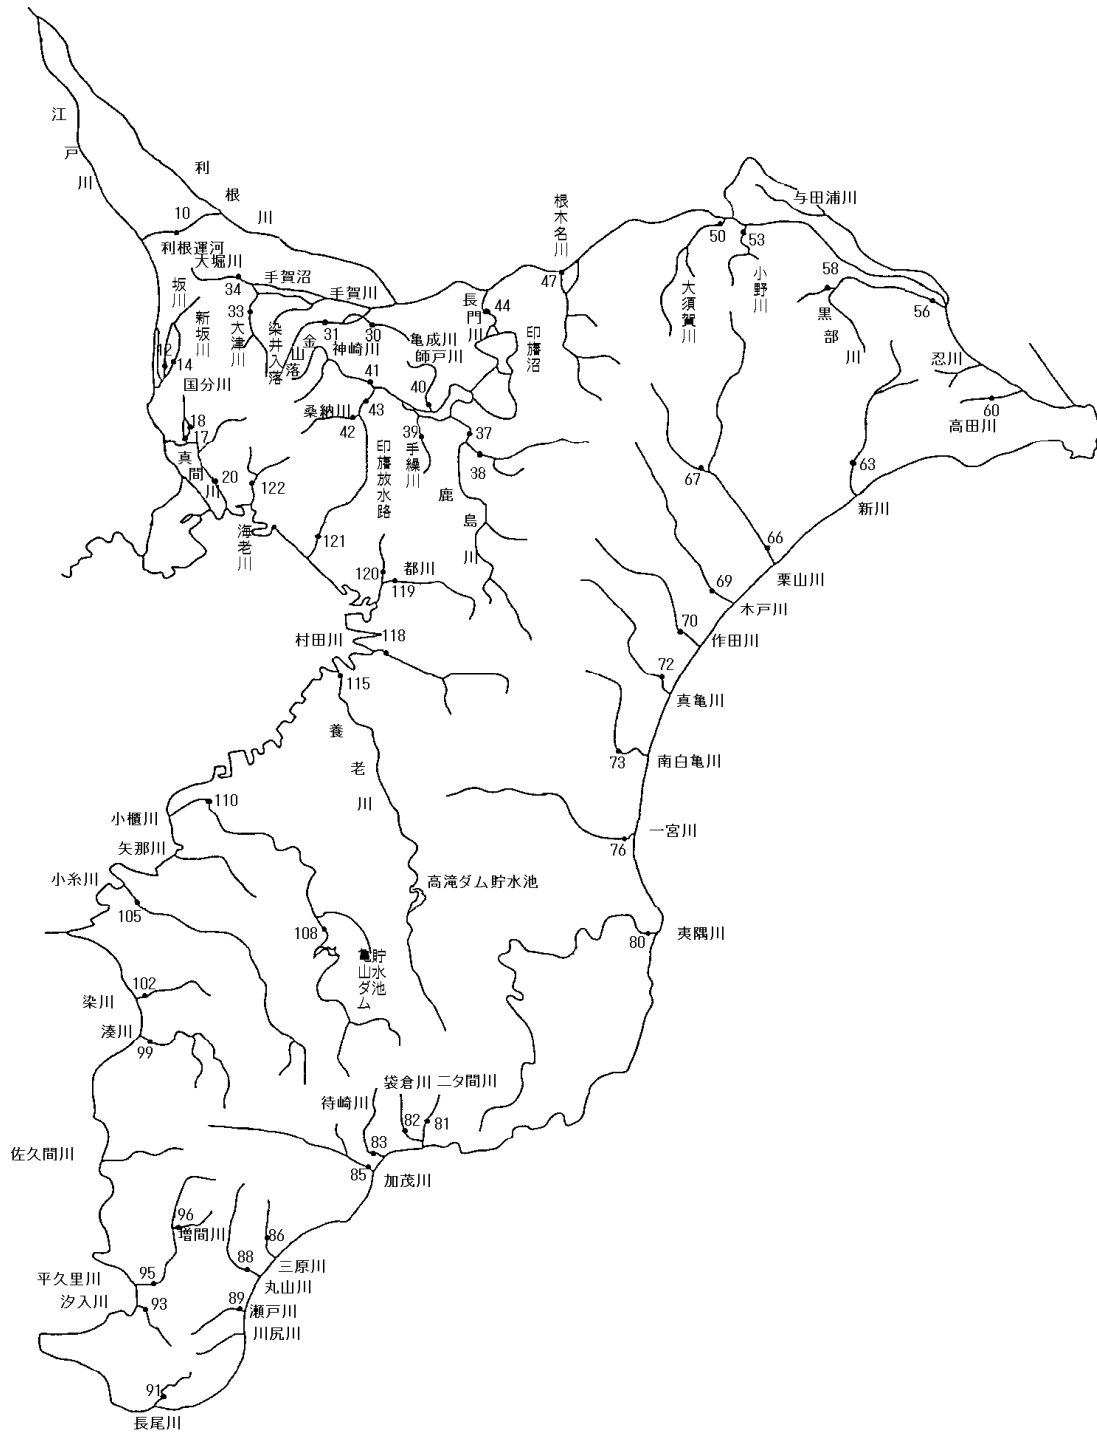 江戸川
利根川
10
利根運河
大堀川
34
手賀沼
手賀川
坂川
新坂川
33
大津川
染井入落
金山落
31
神崎川
30
亀成川
師戸川
12
14
国分川
18
17
真間川
20
122
海老川
桑納川
42
43
41
40
39
手繰川
印旛放水路
37
38
鹿島川
長門川
44
印旛沼
根木名川
47
50
53
大須賀川
小野川
与田浦川
58
56
黒部川
忍川
60
高田川
63
新川
67
66
栗山川
69
木戸川
70
作田川
72
真亀川
73
南白亀川
一宮川
76
121
120
都川
119
村田川
118
115
養老川
高滝ダム貯水池
110
小櫃川
矢那川
小糸川
105
108
亀山ダム
貯水池
80
夷隅川
102
染川
湊川
99
袋倉川
二タ間川
待崎川
82
81
83
85
加茂川
佐久間川
96
増間川
86
88
三原川
丸山川
95
平久里川
汐入川
93
89
瀬戸川
川尻川
91
長尾川